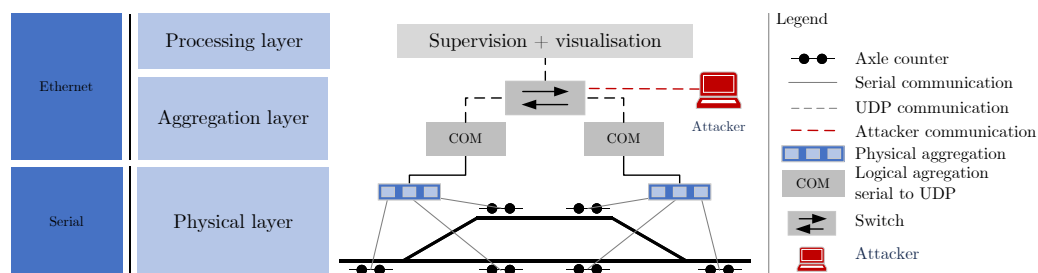 Ethernet
Serial
Processing layer
Aggregation layer
Physical layer
Supervision + visualisation
COM
COM
Attacker
Legend
Axle counter
Serial communication
UDP communication
Attacker communication
Physical aggregation
COM
Logical agregation
serial to UDP
Switch
Attacker